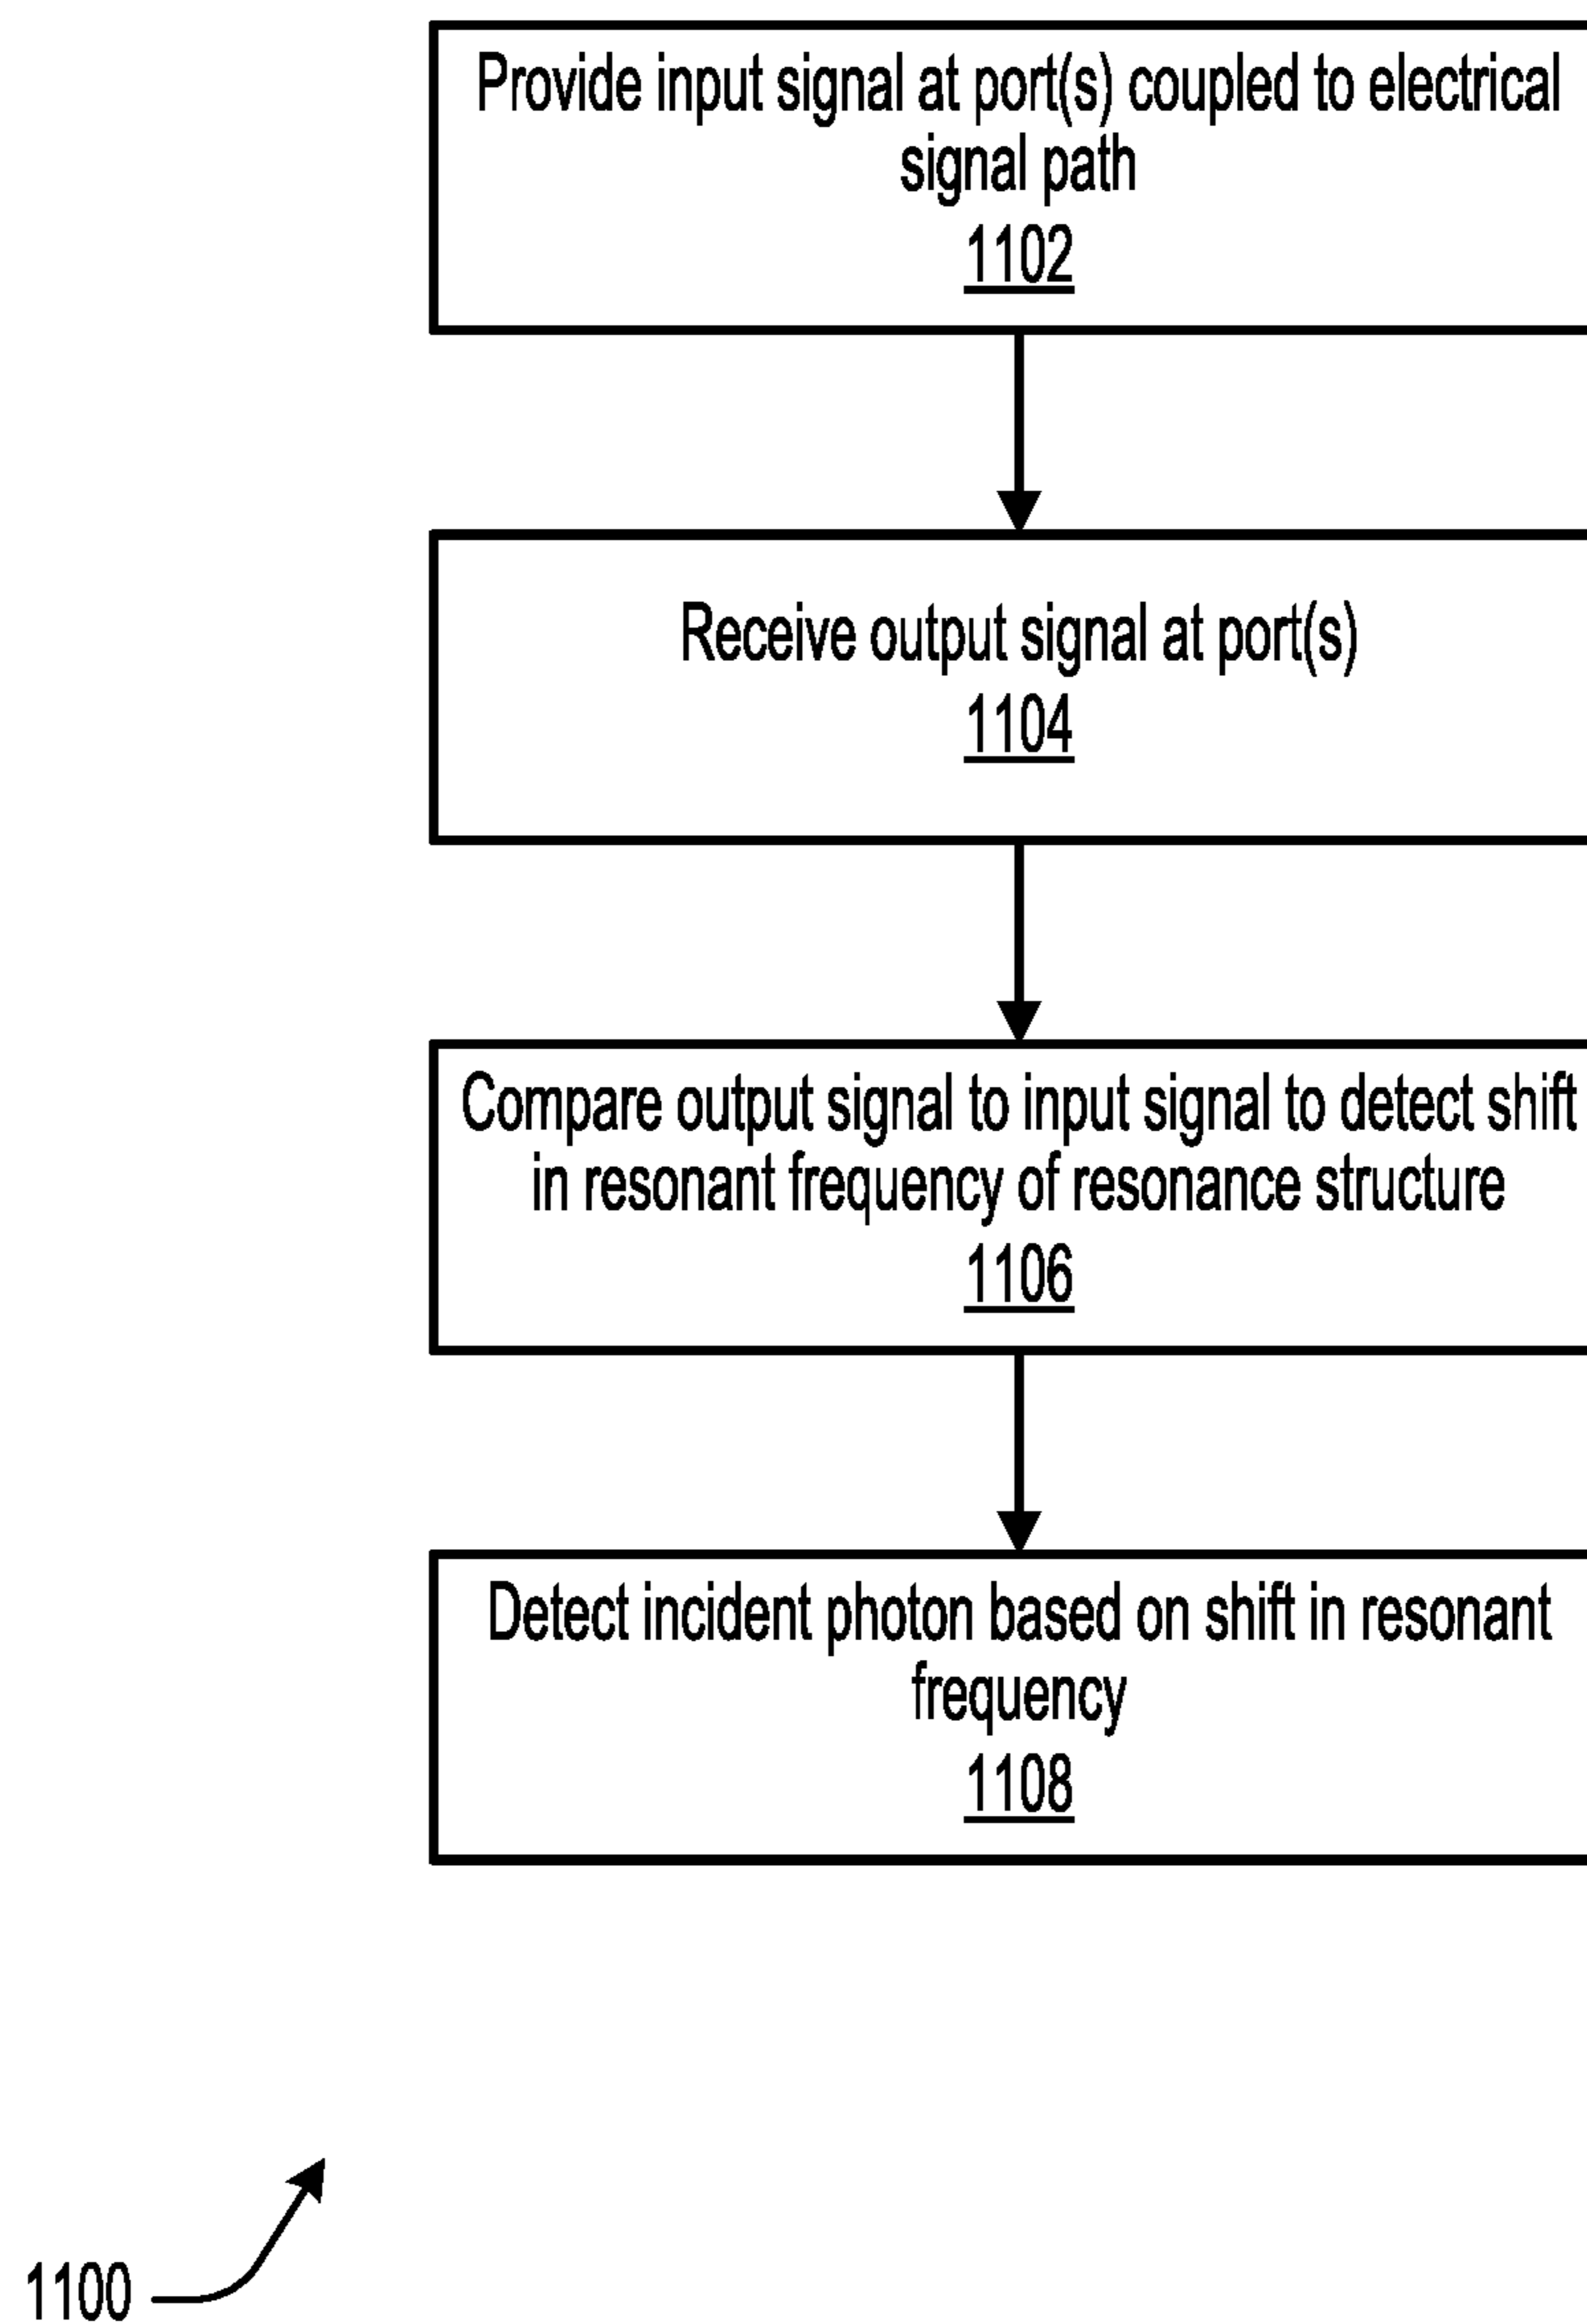 Provide input signal at port(s) coupled to electrical
signal path
1102
Receive output signal at port(s)
1104
Compare output signal to input signal to detect shift
in resonant frequency of resonance structure
1106
Detect incident photon based on shift in resonant
frequency
1108
1100